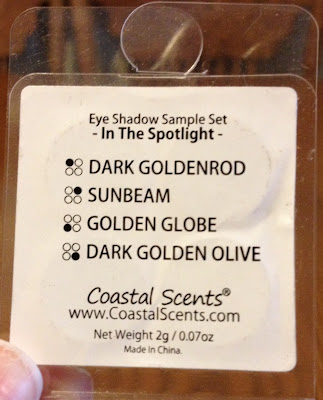 Eye Shadow Sample Set
- In The Spotlight -
DARK GOLDENROD
SUNBEAM
GOLDEN GLOBE
DARK GOLDEN OLIVE
Coastal Scents®
www.CoastalScents.com
Net Weight 2g / 0.07oz
Made In China.